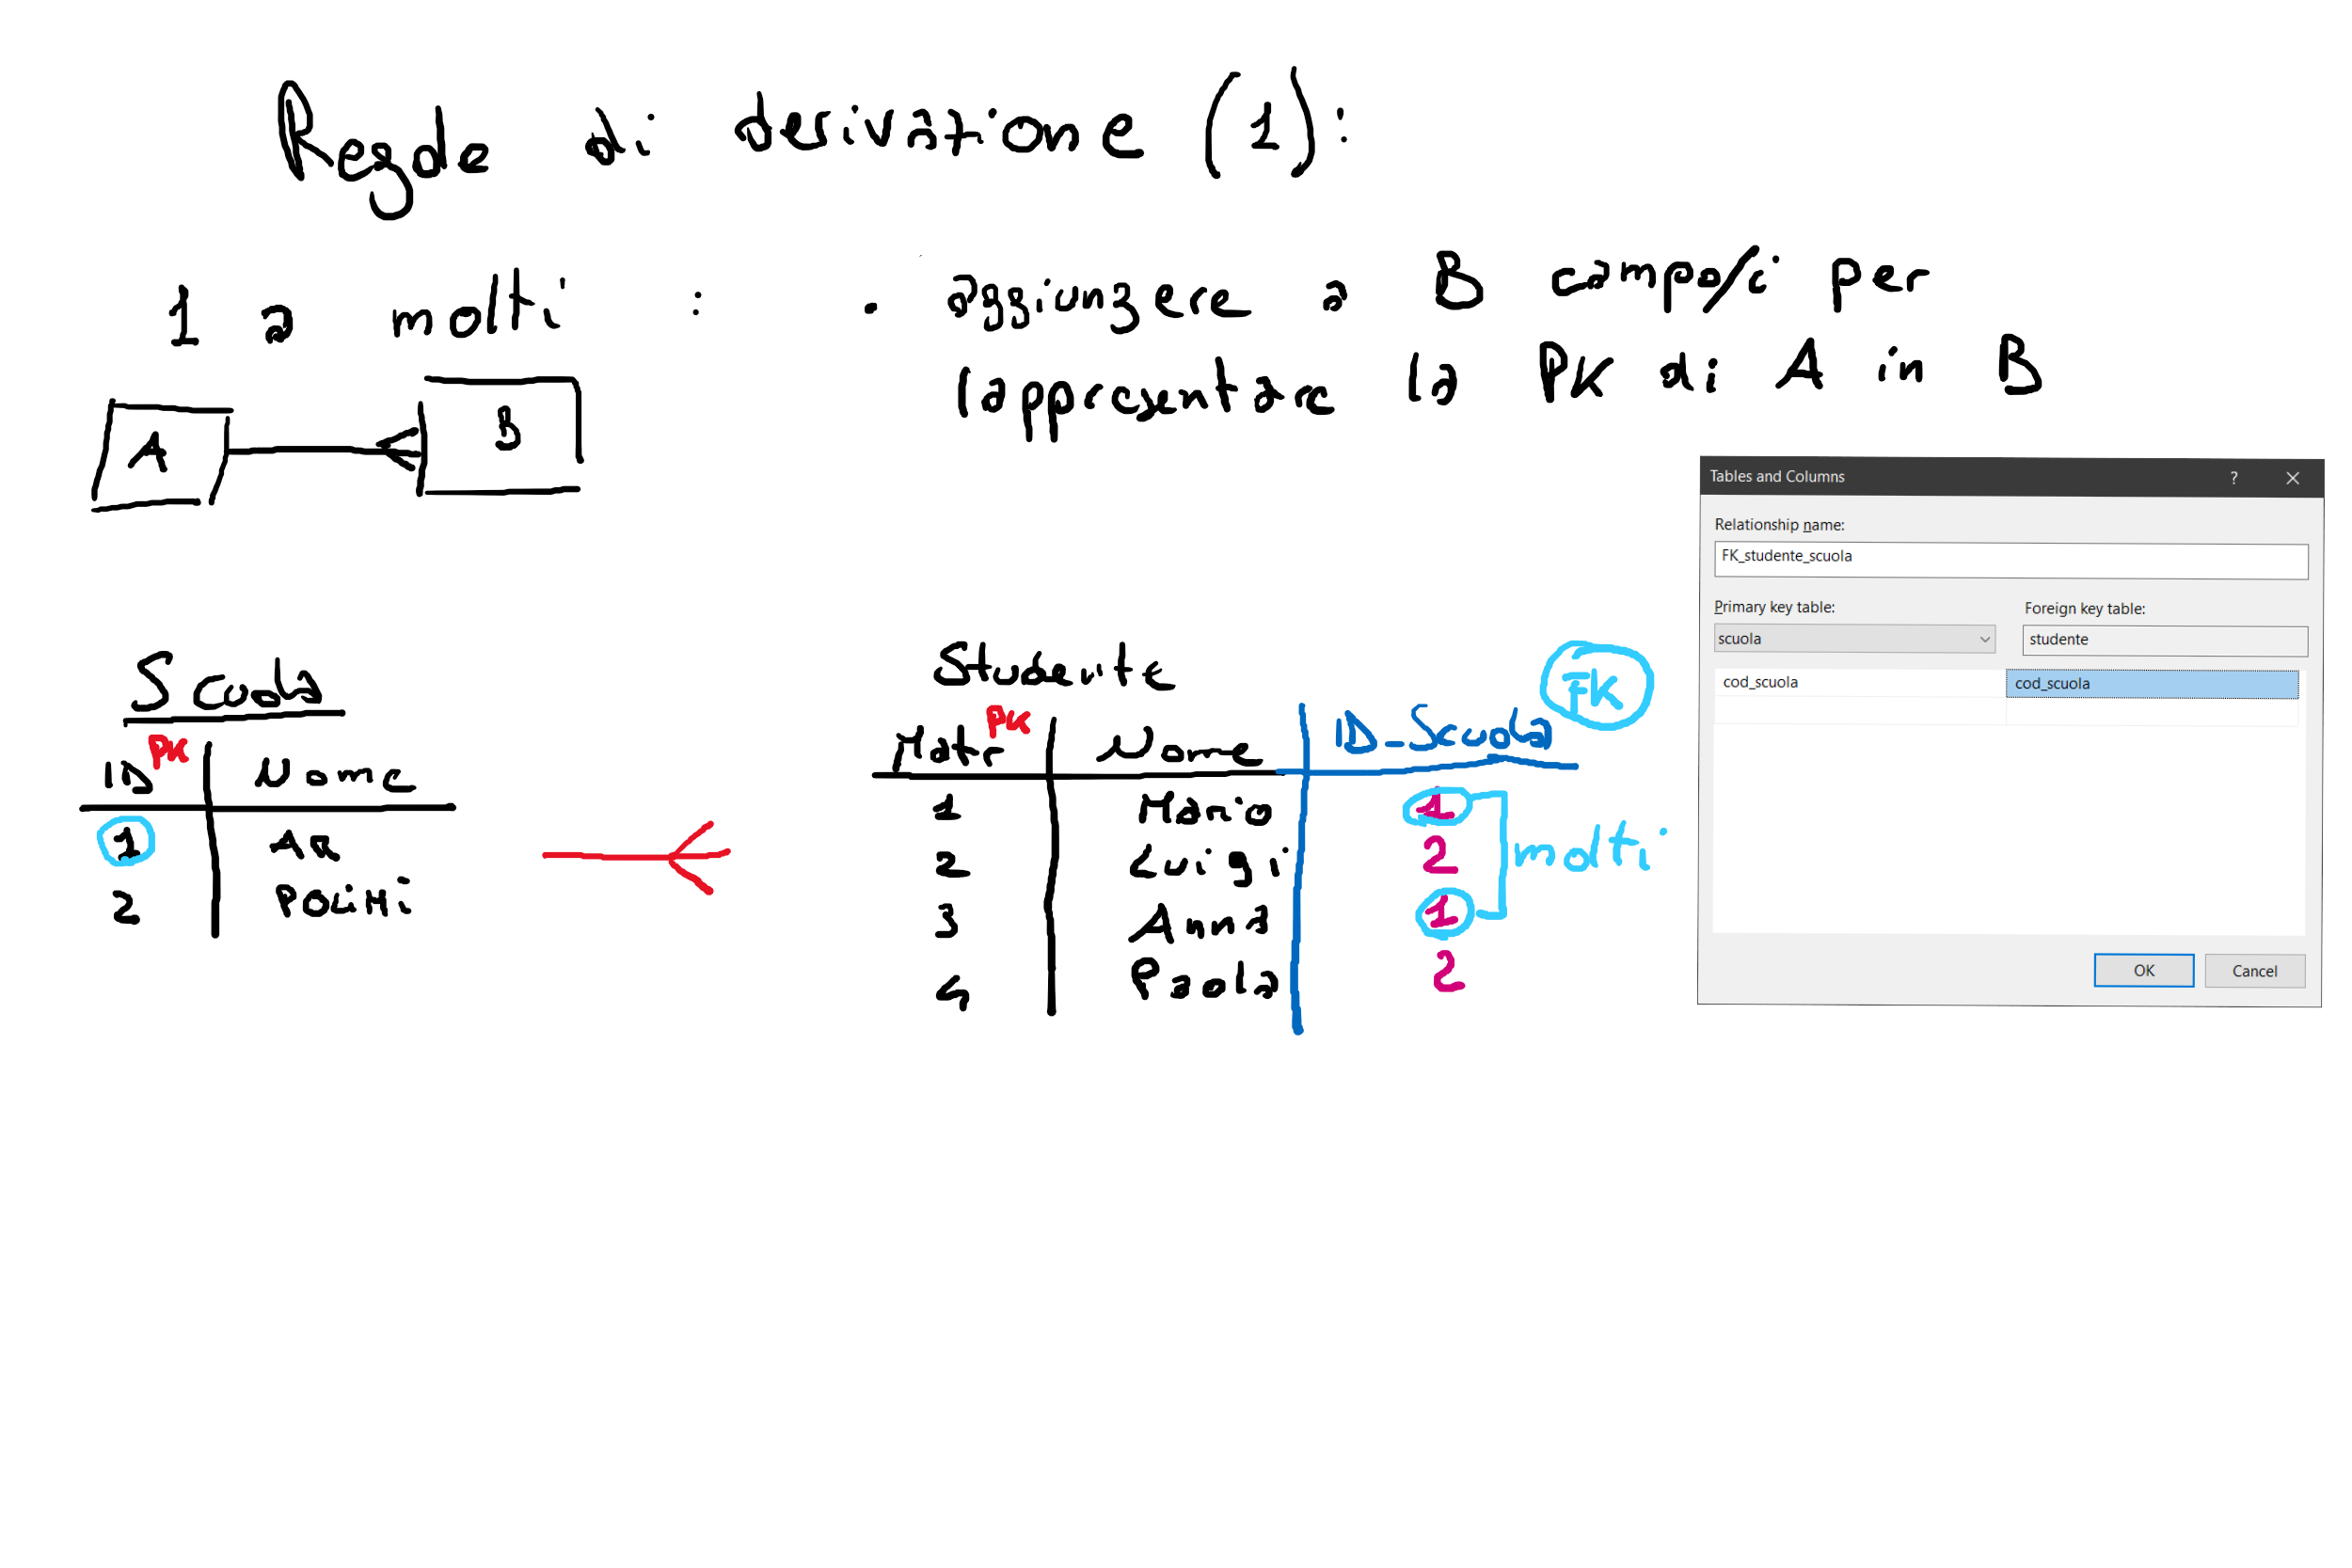 Regole di derivazione (1):
1 a molti : • aggiungere a B campo/i per
rappresentare la PK di A in B
A B
Tables and Columns ? ×
Relationship name:
FK_studente_scuola
Primary key table: Foreign key table:
scuola studente
cod_scuola cod_scuola
OK Cancel
Scuola
ID PK Nome
1
2 POLIMI
Studente FK
Matr PK Nome ID_Scuola
1 Mario 1
2 Luigi 2 molti
3 Anna 1
4 Paola 2